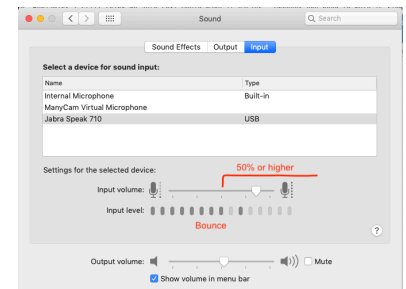 Sound
Search
Sound Effects Output Input
Select a device for sound input:
Name Type
Internal Microphone Built-in
ManyCam Virtual Microphone
Jabra Speak 710 USB
Settings for the selected device:
50% or higher
Input volume:
Input level:
Bounce
?
Output volume: Mute
Show volume in menu bar